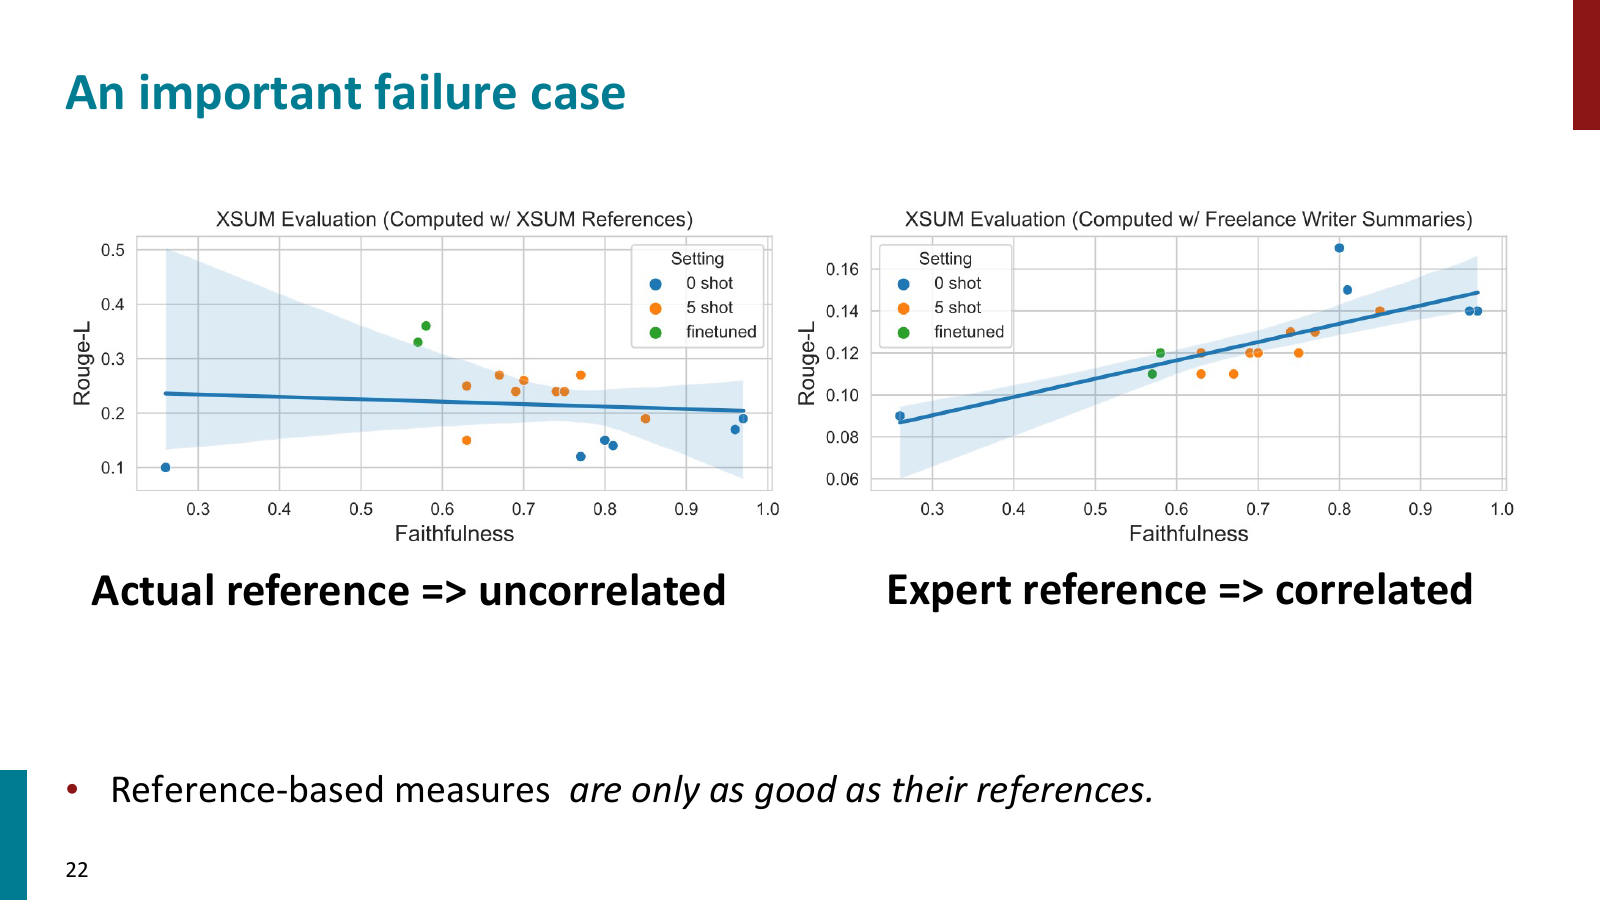 An important failure case
XSUM Evaluation (Computed w/ XSUM References)
Rouge-L
0.5
0.4
0.3
0.2
0.1
Setting
0 shot
5 shot
finetuned
0.3 0.4 0.5 0.6 0.7 0.8 0.9 1.0
Faithfulness
Actual reference => uncorrelated
XSUM Evaluation (Computed w/ Freelance Writer Summaries)
Rouge-L
0.16
0.14
0.12
0.10
0.08
0.06
Setting
0 shot
5 shot
finetuned
0.3 0.4 0.5 0.6 0.7 0.8 0.9 1.0
Faithfulness
Expert reference => correlated
• Reference-based measures are only as good as their references.
22